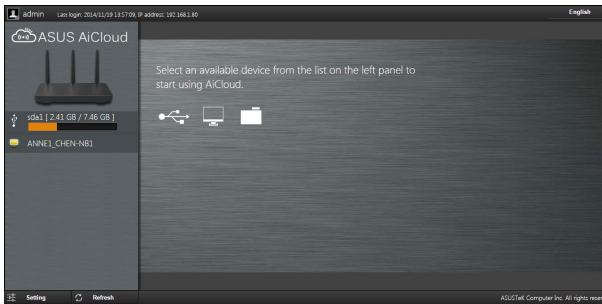 admin Last login: 2014/11/19 13:57:09, IP address: 192.168.1.80
English
ASUS AiCloud
Select an available device from the list on the left panel to
start using AiCloud.
sda1 [ 2.41 GB / 7.46 GB ]
ANNE1_CHEN-NB1
Setting Refresh
ASUSTeK Computer Inc. All rights reser